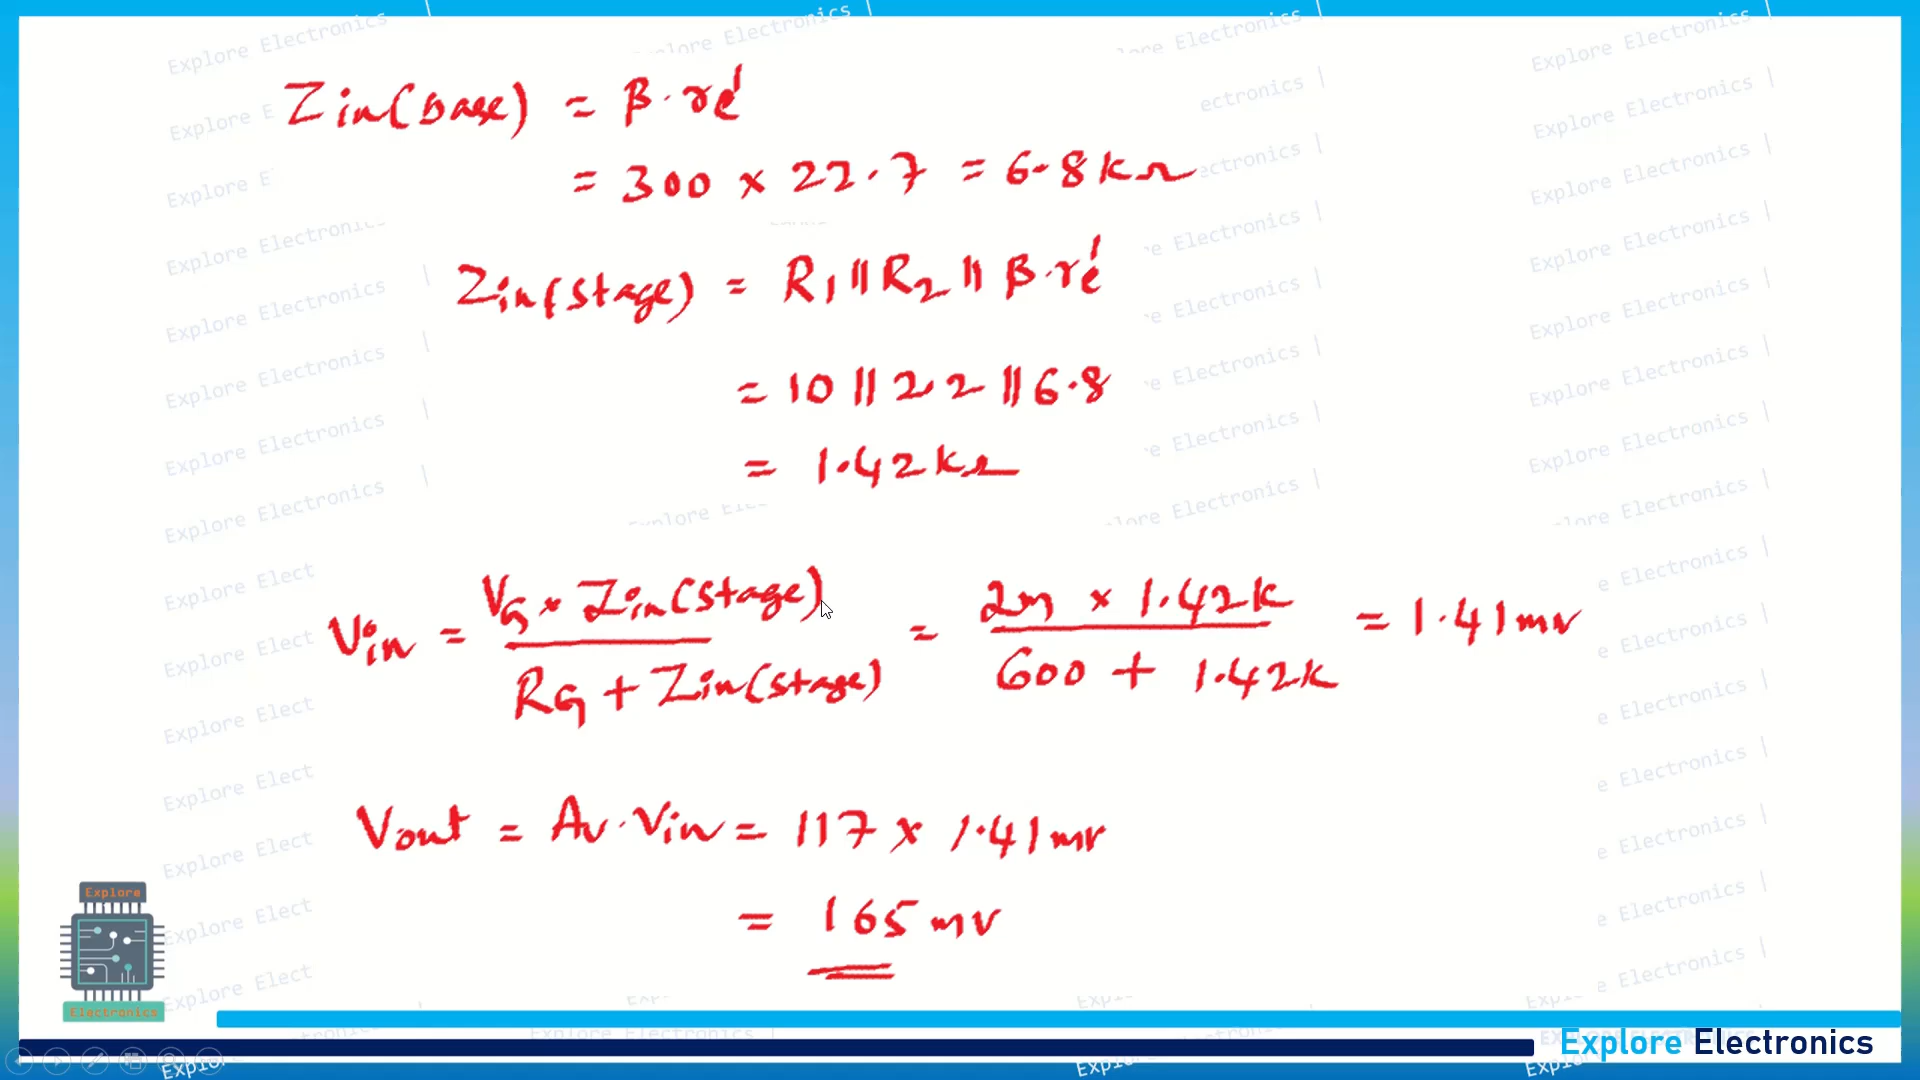 Zin(base) = β·re'
= 300 × 22.7 = 6.8kΩ
Zin(stage) = R1||R2||β·re'
= 10||22||6.8
= 1.42kΩ
Vin = VG × Zin(stage) / RG + Zin(stage) = 2m × 1.42k / 600 + 1.42k = 1.41mv
Vout = Av·Vin = 117 × 1.41mv
= 165mv
Explore
Electronics
Explore Electronics